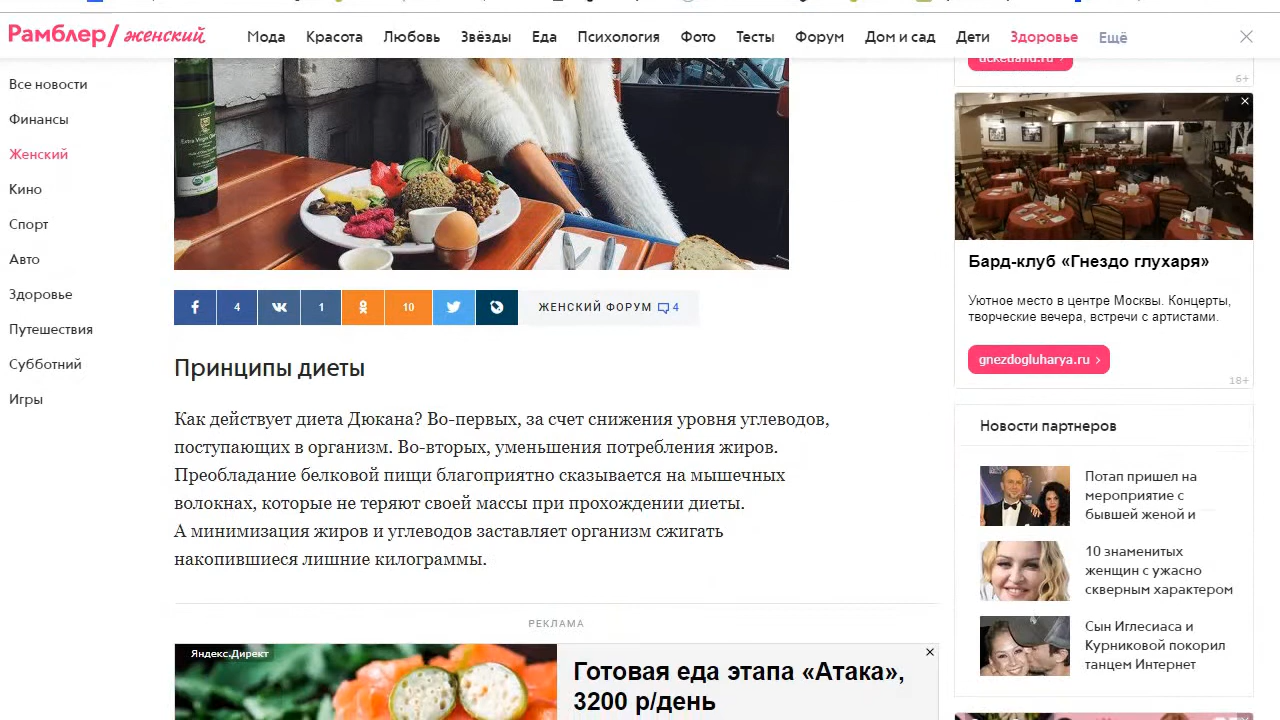 Рамблер/ женский
Мода Красота Любовь Звёзды Еда Психология Фото Тесты Форум Дом и сад Дети Здоровье Ещё
Все новости
Финансы
Женский
Кино
Спорт
Авто
Здоровье
Путешествия
Субботний
Игры
4
1
10
ЖЕНСКИЙ ФОРУМ 4
Принципы диеты
Как действует диета Дюкана? Во-первых, за счет снижения уровня углеводов,
поступающих в организм. Во-вторых, уменьшения потребления жиров.
Преобладание белковой пищи благоприятно сказывается на мышечных
волокнах, которые не теряют своей массы при прохождении диеты.
А минимизация жиров и углеводов заставляет организм сжигать
накопившиеся лишние килограммы.
РЕКЛАМА
Яндекс.Директ
Готовая еда этапа «Атака»,
3200 р/день
6+
Бард-клуб «Гнездо глухаря»
Уютное место в центре Москвы. Концерты,
творческие вечера, встречи с артистами.
gnezdogluharya.ru
18+
Новости партнеров
Потап пришел на
мероприятие с
бывшей женой и
10 знаменитых
женщин с ужасно
скверным характером
Сын Иглесиаса и
Курниковой покорил
танцем Интернет